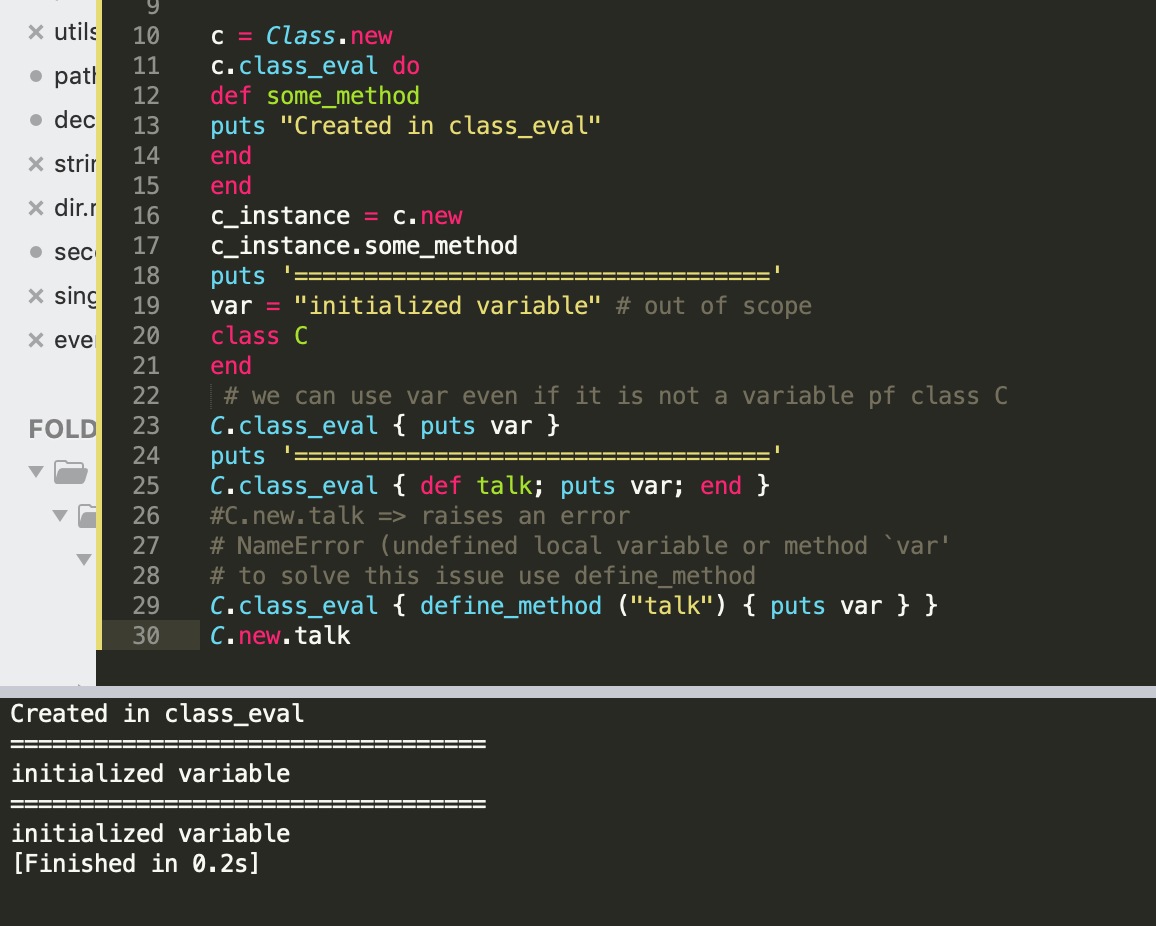 utils
path
dec
strin
dir.r
seco
sing
ever
FOLD
9
10 c = Class.new
11 c.class_eval do
12 def some_method
13 puts "Created in class_eval"
14 end
15 end
16 c_instance = c.new
17 c_instance.some_method
18 puts '=================================='
19 var = "initialized variable" # out of scope
20 class C
21 end
22 # we can use var even if it is not a variable pf class C
23 C.class_eval { puts var }
24 puts '=================================='
25 C.class_eval { def talk; puts var; end }
26 #C.new.talk => raises an error
27 # NameError (undefined local variable or method `var'
28 # to solve this issue use define_method
29 C.class_eval { define_method ("talk") { puts var } }
30 C.new.talk
Created in class_eval
==================================
initialized variable
==================================
initialized variable
[Finished in 0.2s]